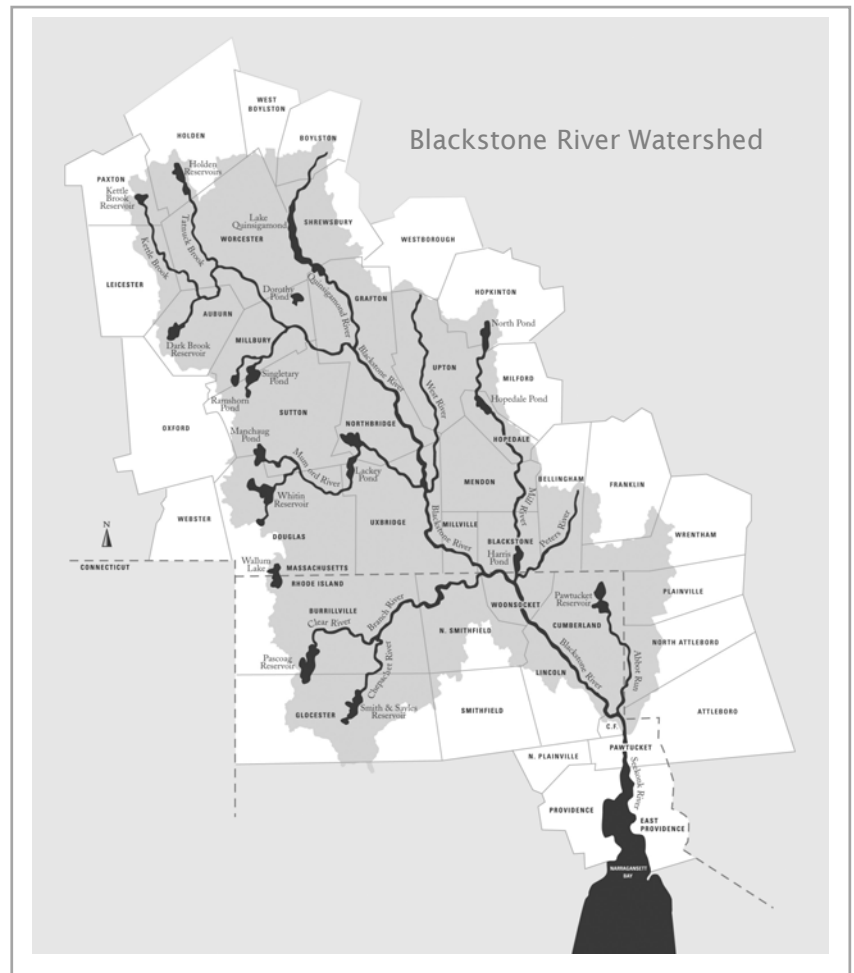 WEST
BOYLSTON
HOLDEN
BOYLSTON
Blackstone River Watershed
Holden
Reservoirs
PAXTON
Kettle
Brook
Reservoir
Lake
Quinsigamond
SHREWSBURY
Tatnuck Brook
WORCESTER
WESTBOROUGH
Kettle Brook
LEICESTER
Quinsigamond River
Dorothy
Pond
GRAFTON
HOPKINTON
AUBURN
North Pond
MILLBURY
Dark Brook
Reservoir
Blackstone River
UPTON
Singletary
Pond
MILFORD
West River
Ramshorn
Pond
Hopedale Pond
SUTTON
OXFORD
NORTHBRIDGE
Manchaug
Pond
HOPEDALE
Mumford River
Lackey
Pond
MENDON
BELLINGHAM
FRANKLIN
Whitin
Reservoir
Mill River
WEBSTER
UXBRIDGE
MILLVILLE
Blackstone River
Peters River
N
DOUGLAS
BLACKSTONE
WRENTHAM
Harris
Pond
Wallum
Lake
CONNECTICUT
MASSACHUSETTS
RHODE ISLAND
PLAINVILLE
Pawtucket
Reservoir
WOONSOCKET
BURRILLVILLE
Branch River
Clear River
CUMBERLAND
N. SMITHFIELD
NORTH ATTLEBORO
Pascoag
Reservoir
Chepachet River
Blackstone River
Abbot Run
LINCOLN
Smith & Sayles
Reservoir
GLOCESTER
SMITHFIELD
ATTLEBORO
C.F.
PAWTUCKET
N. PLAINVILLE
Seekonk River
PROVIDENCE
EAST
PROVIDENCE
NARRAGANSETT
BAY